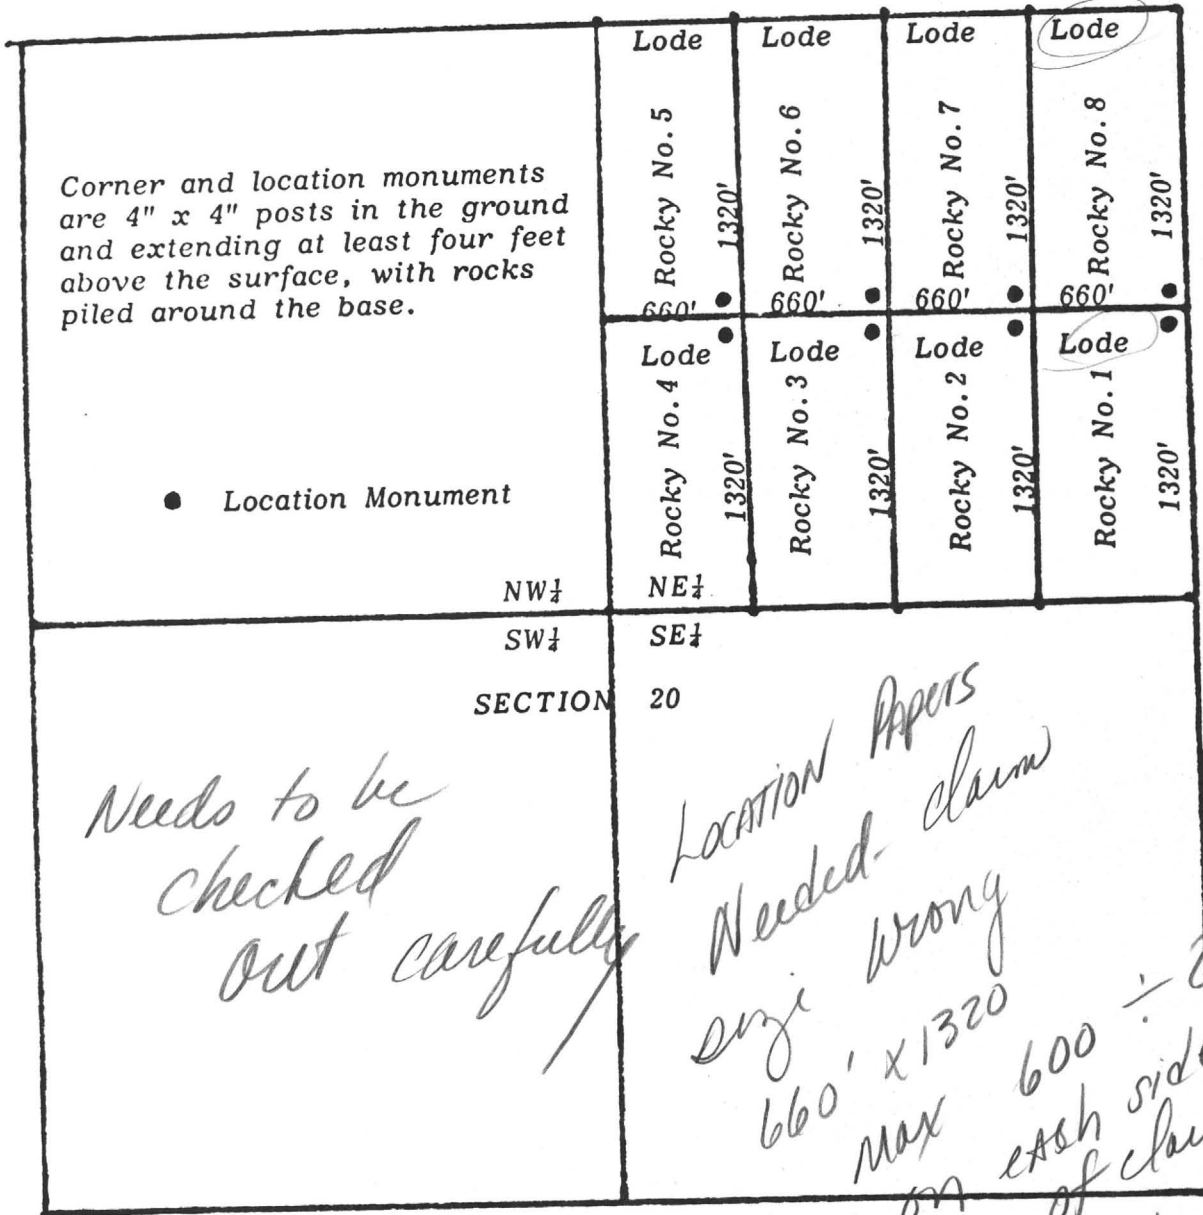 Lode Lode Lode Lode
Rocky No. 5
1320'
660'
Rocky No. 6
1320'
660'
Rocky No. 7
1320'
660'
Rocky No. 8
1320'
660'
Corner and location monuments
are 4" x 4" posts in the ground
and extending at least four feet
above the surface, with rocks
piled around the base.
Lode Lode Lode Lode
Rocky No. 4
1320'
Rocky No. 3
1320'
Rocky No. 2
1320'
Rocky No. 1
1320'
Location Monument
NW¼ NE¼
SW¼ SE¼
SECTION 20
Needs to be
checked
out carefully
LOCATION PAPERS
Needed - claim
size wrong
660' x 1320
Max 600 ÷
on each side
of